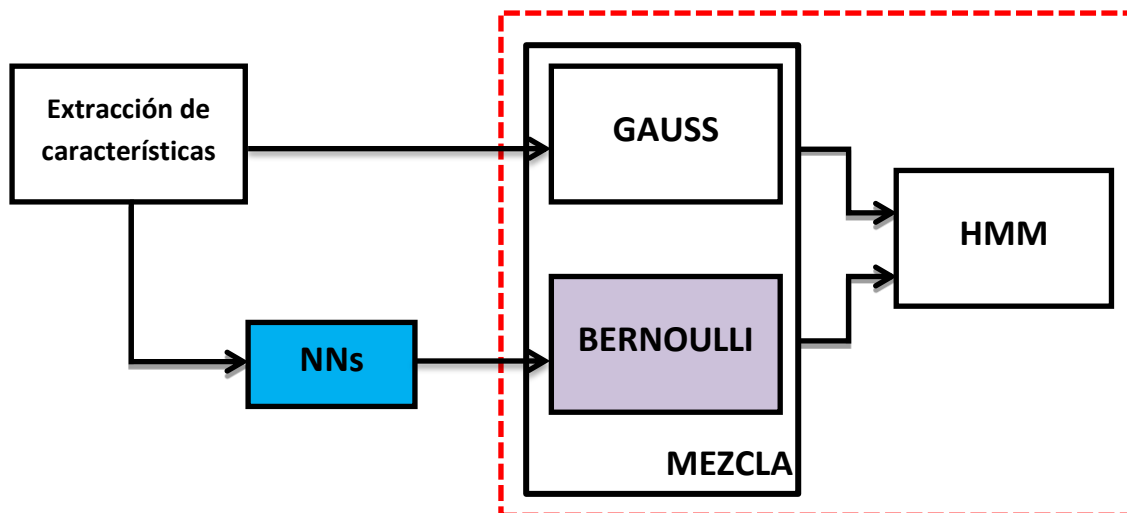 Extracción de
características
GAUSS
HMM
NNs
BERNOULLI
MEZCLA